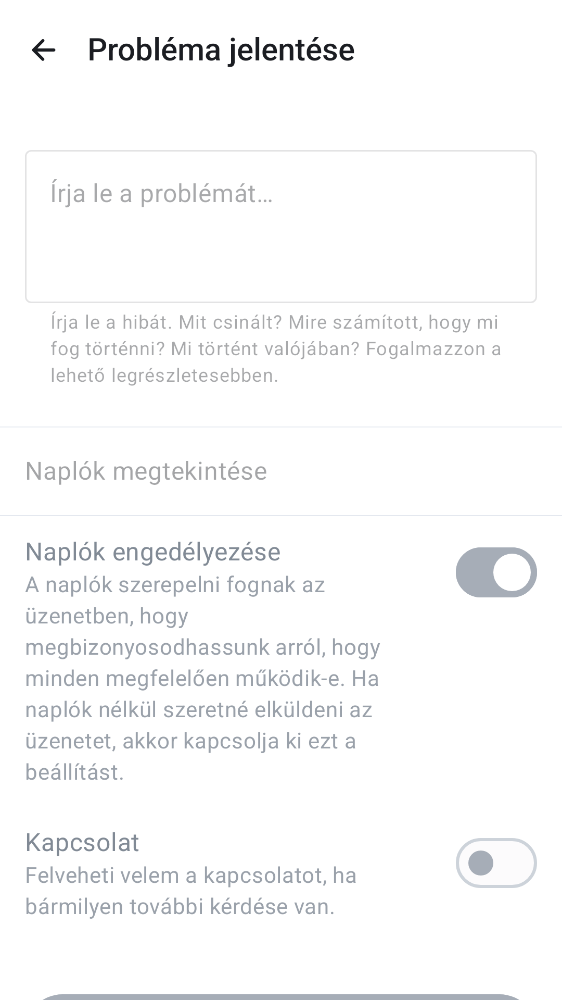 Probléma jelentése
Írja le a problémát...
Írja le a hibát. Mit csinált? Mire számított, hogy mi
fog történni? Mi történt valójában? Fogalmazzon a
lehető legrészletesebben.
Naplók megtekintése
Naplók engedélyezése
A naplók szerepelni fognak az
üzenetben, hogy
megbizonyosodhassunk arról, hogy
minden megfelelően működik-e. Ha
naplók nélkül szeretné elküldeni az
üzenetet, akkor kapcsolja ki ezt a
beállítást.
Kapcsolat
Felveheti velem a kapcsolatot, ha
bármilyen további kérdése van.